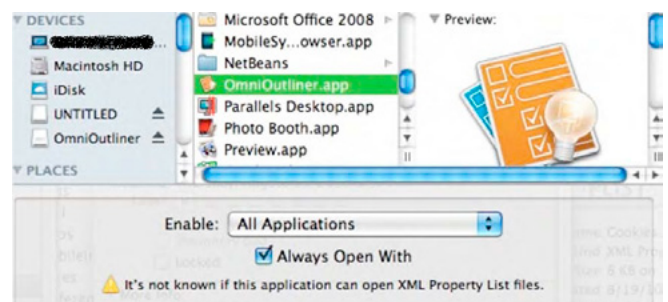 DEVICES
...
Macintosh HD
iDisk
UNTITLED
OmniOutliner
PLACES
Microsoft Office 2008
MobileSy...owser.app
NetBeans
OmniOutliner.app
Parallels Desktop.app
Photo Booth.app
Preview.app
Preview:
Enable: All Applications
Always Open With
It's not known if this application can open XML Property List files.